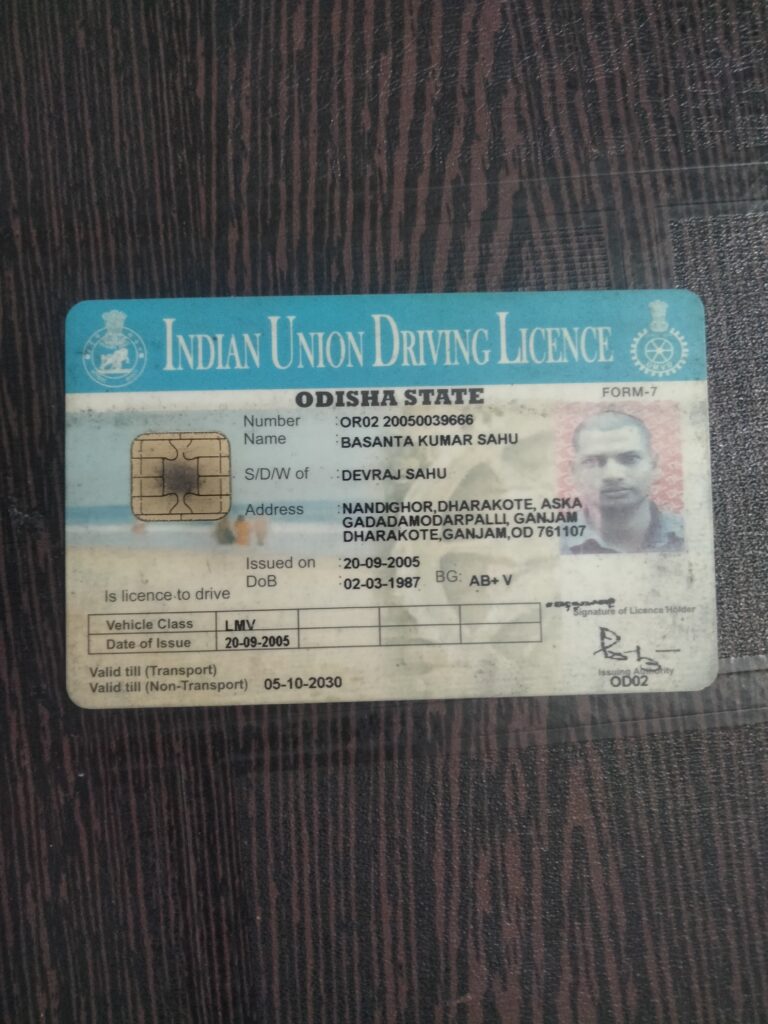 INDIAN UNION DRIVING LICENCE
ODISHA STATE
FORM-7
Number :OR02 20050039666
Name :BASANTA KUMAR SAHU
S/D/W of :DEVRAJ SAHU
Address :NANDIGHOR,DHARAKOTE, ASKA
GADADAMODARPALLI, GANJAM
DHARAKOTE,GANJAM,OD 761107
Issued on :20-09-2005
DoB :02-03-1987 BG: AB+ V
Is licence to drive
Vehicle Class LMV
Date of Issue 20-09-2005
Signature of Licence Holder
Valid till (Transport)
Valid till (Non-Transport) 05-10-2030
Issuing Authority
OD02